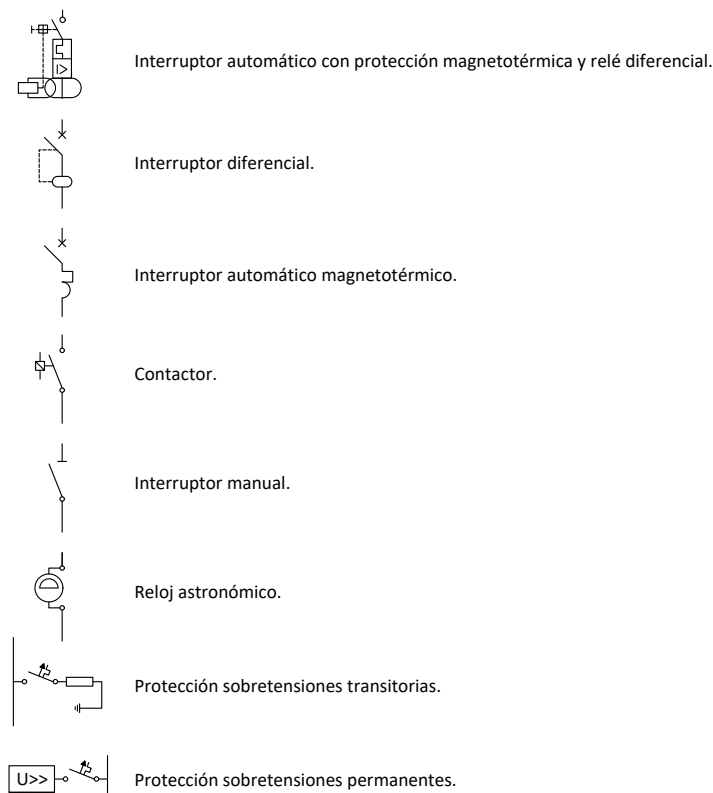 I>
Interruptor automático con protección magnetotérmica y relé diferencial.
Interruptor diferencial.
Interruptor automático magnetotérmico.
Contactor.
Interruptor manual.
Reloj astronómico.
Protección sobretensiones transitorias.
U>>
Protección sobretensiones permanentes.